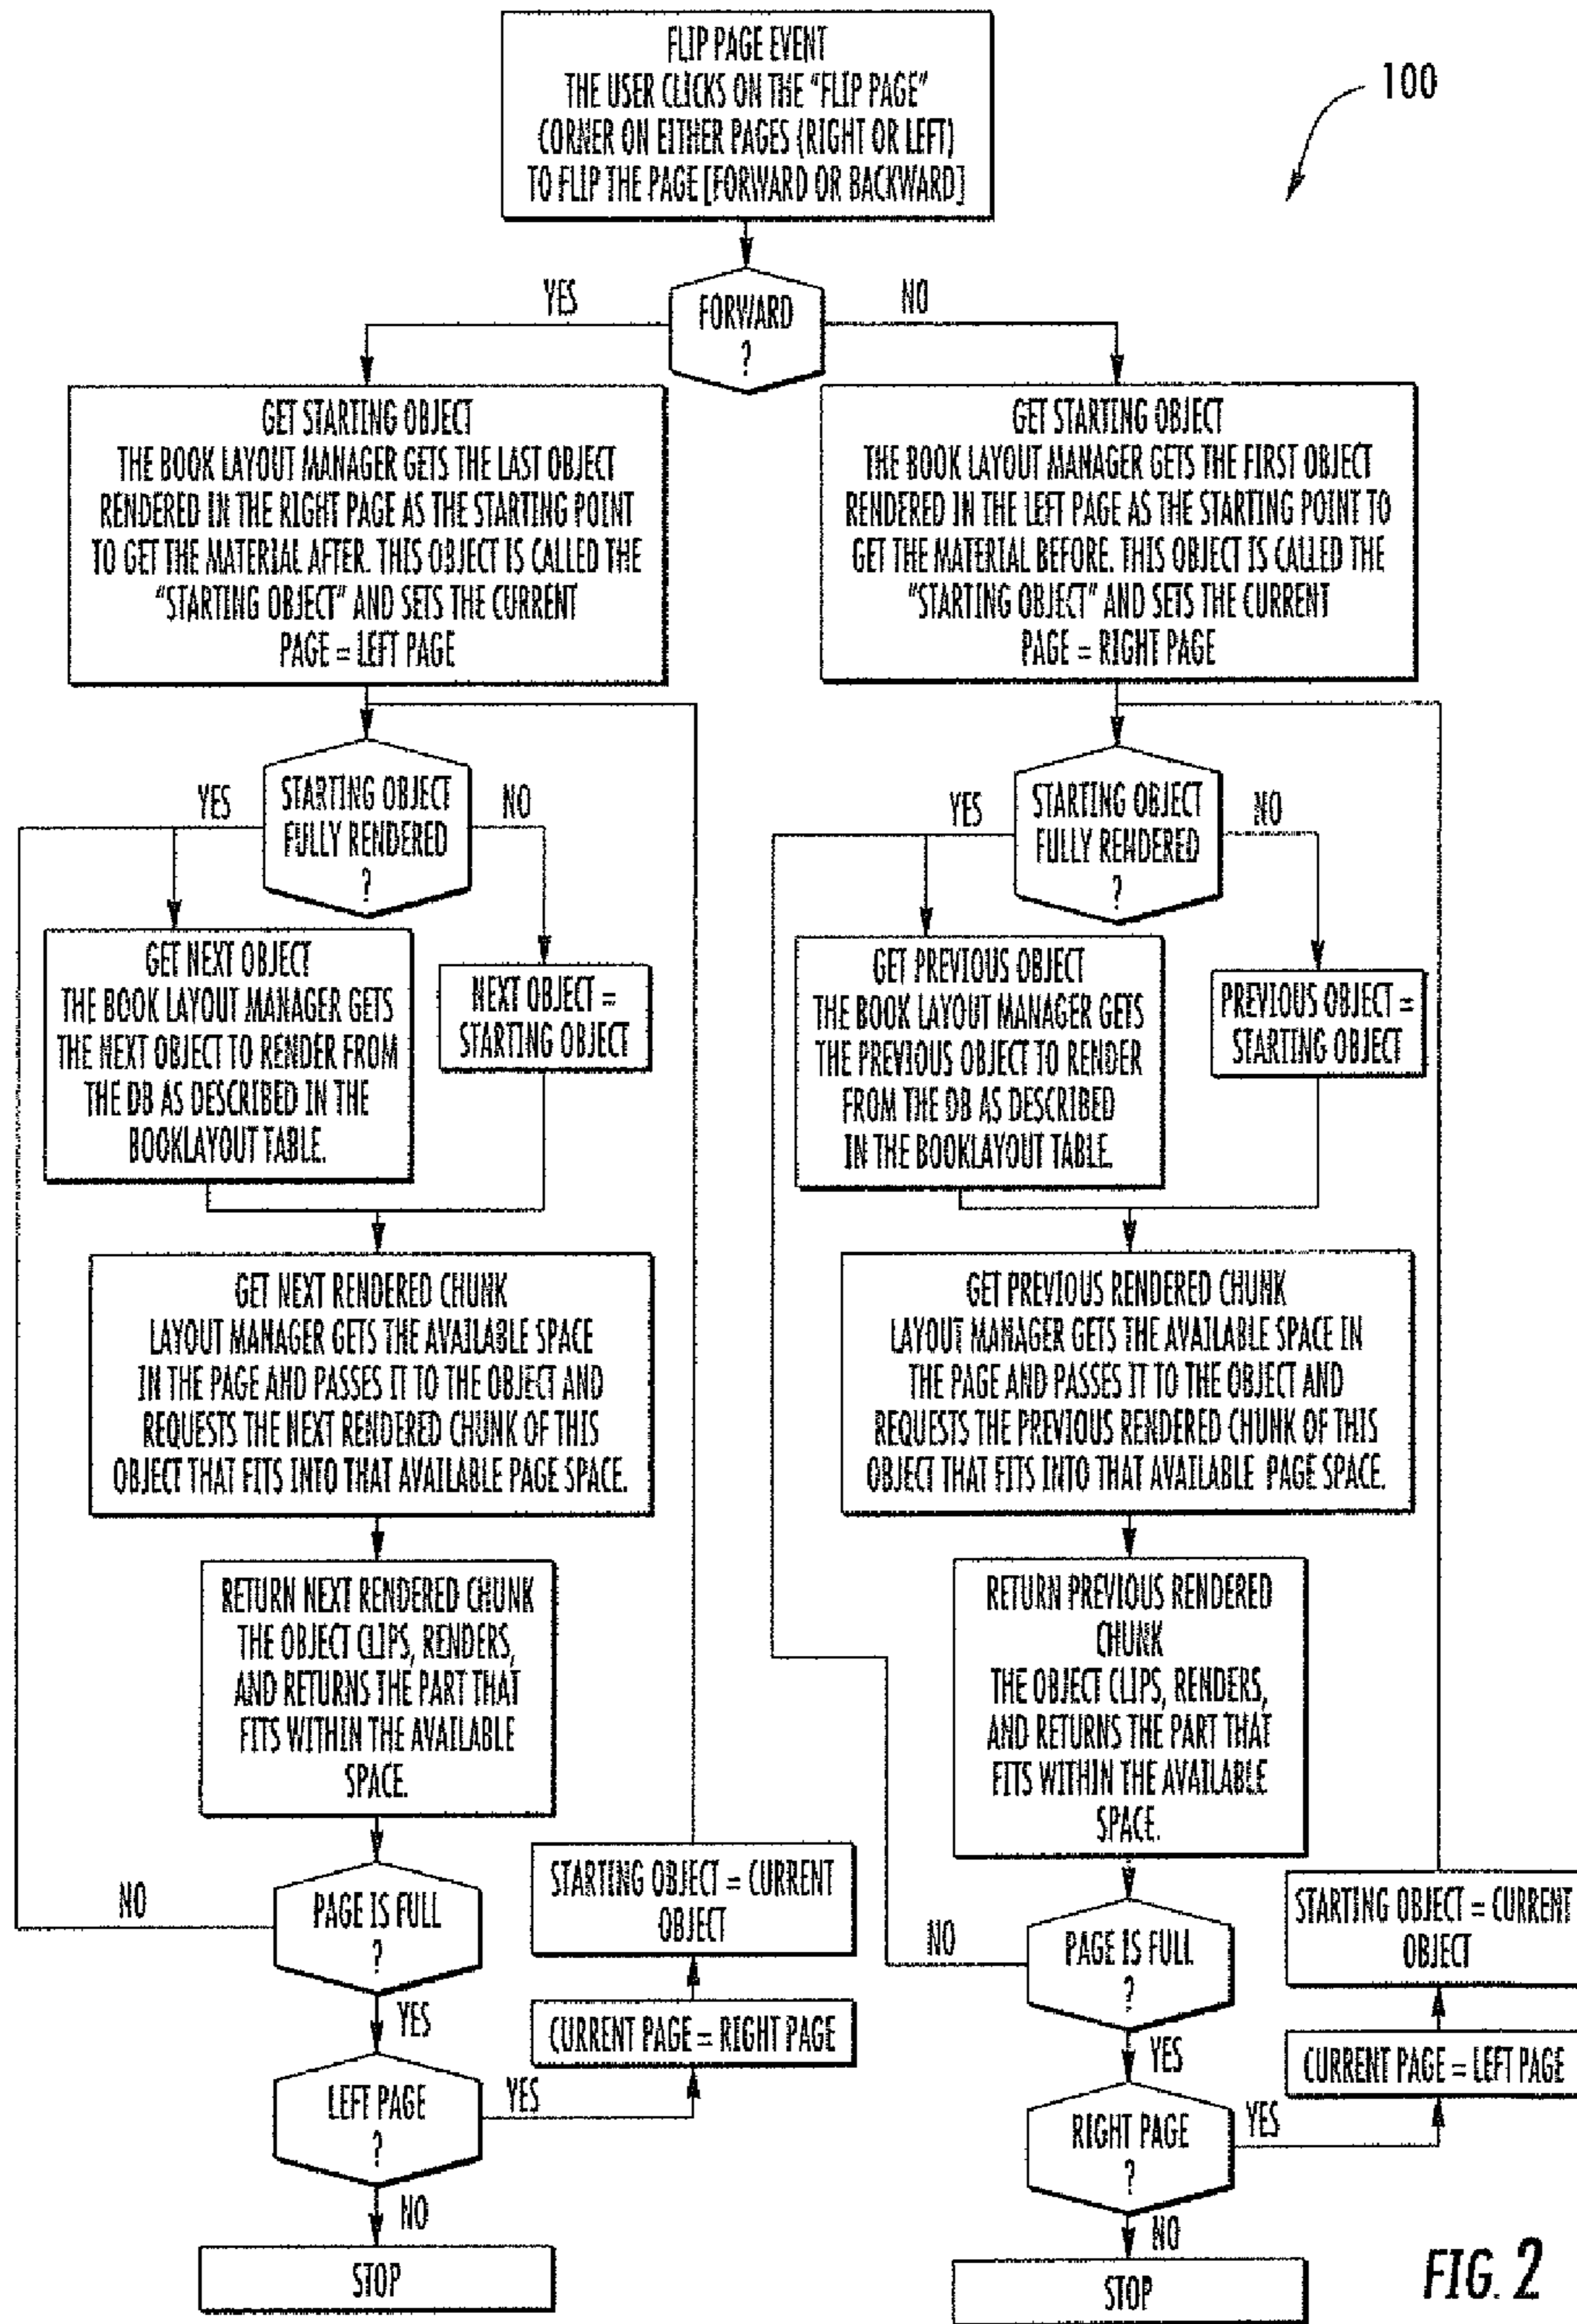 FLIP PAGE EVENT
THE USER CLICKS ON THE "FLIP PAGE"
CORNER ON EITHER PAGES (RIGHT OR LEFT)
TO FLIP THE PAGE [FORWARD OR BACKWARD]
100
YES
FORWARD
?
NO
GET STARTING OBJECT
THE BOOK LAYOUT MANAGER GETS THE LAST OBJECT
RENDERED IN THE RIGHT PAGE AS THE STARTING POINT
TO GET THE MATERIAL AFTER. THIS OBJECT IS CALLED THE
"STARTING OBJECT" AND SETS THE CURRENT
PAGE = LEFT PAGE
GET STARTING OBJECT
THE BOOK LAYOUT MANAGER GETS THE FIRST OBJECT
RENDERED IN THE LEFT PAGE AS THE STARTING POINT TO
GET THE MATERIAL BEFORE. THIS OBJECT IS CALLED THE
"STARTING OBJECT" AND SETS THE CURRENT
PAGE = RIGHT PAGE
YES
STARTING OBJECT
FULLY RENDERED
?
NO
YES
STARTING OBJECT
FULLY RENDERED
?
NO
GET NEXT OBJECT
THE BOOK LAYOUT MANAGER GETS
THE NEXT OBJECT TO RENDER FROM
THE DB AS DESCRIBED IN THE
BOOKLAYOUT TABLE.
NEXT OBJECT =
STARTING OBJECT
GET PREVIOUS OBJECT
THE BOOK LAYOUT MANAGER GETS
THE PREVIOUS OBJECT TO RENDER
FROM THE DB AS DESCRIBED
IN THE BOOKLAYOUT TABLE.
PREVIOUS OBJECT =
STARTING OBJECT
GET NEXT RENDERED CHUNK
LAYOUT MANAGER GETS THE AVAILABLE SPACE
IN THE PAGE AND PASSES IT TO THE OBJECT AND
REQUESTS THE NEXT RENDERED CHUNK OF THIS
OBJECT THAT FITS INTO THAT AVAILABLE PAGE SPACE.
GET PREVIOUS RENDERED CHUNK
LAYOUT MANAGER GETS THE AVAILABLE SPACE IN
THE PAGE AND PASSES IT TO THE OBJECT AND
REQUESTS THE PREVIOUS RENDERED CHUNK OF THIS
OBJECT THAT FITS INTO THAT AVAILABLE PAGE SPACE.
RETURN NEXT RENDERED CHUNK
THE OBJECT CLIPS, RENDERS,
AND RETURNS THE PART THAT
FITS WITHIN THE AVAILABLE
SPACE.
RETURN PREVIOUS RENDERED
CHUNK
THE OBJECT CLIPS, RENDERS,
AND RETURNS THE PART THAT
FITS WITHIN THE AVAILABLE
SPACE.
NO
PAGE IS FULL
?
STARTING OBJECT = CURRENT
OBJECT
NO
PAGE IS FULL
?
STARTING OBJECT = CURRENT
OBJECT
YES
CURRENT PAGE = RIGHT PAGE
YES
CURRENT PAGE = LEFT PAGE
LEFT PAGE
?
YES
RIGHT PAGE
?
YES
NO
STOP
NO
STOP
FIG. 2